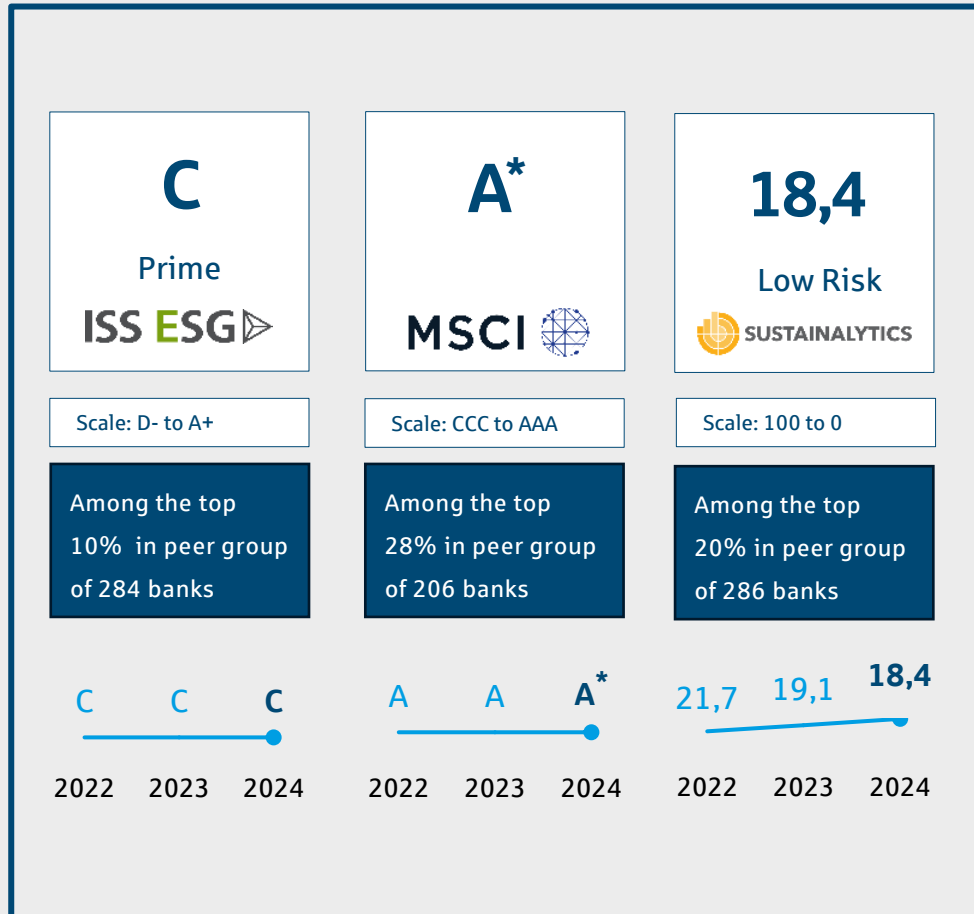 C
Prime
ISS ESG
Scale: D- to A+
Among the top
10% in peer group
of 284 banks
C C C
2022 2023 2024
A*
MSCI
Scale: CCC to AAA
Among the top
28% in peer group
of 206 banks
A A A*
2022 2023 2024
18,4
Low Risk
SUSTAINALYTICS
Scale: 100 to 0
Among the top
20% in peer group
of 286 banks
21,7 19,1 18,4
2022 2023 2024